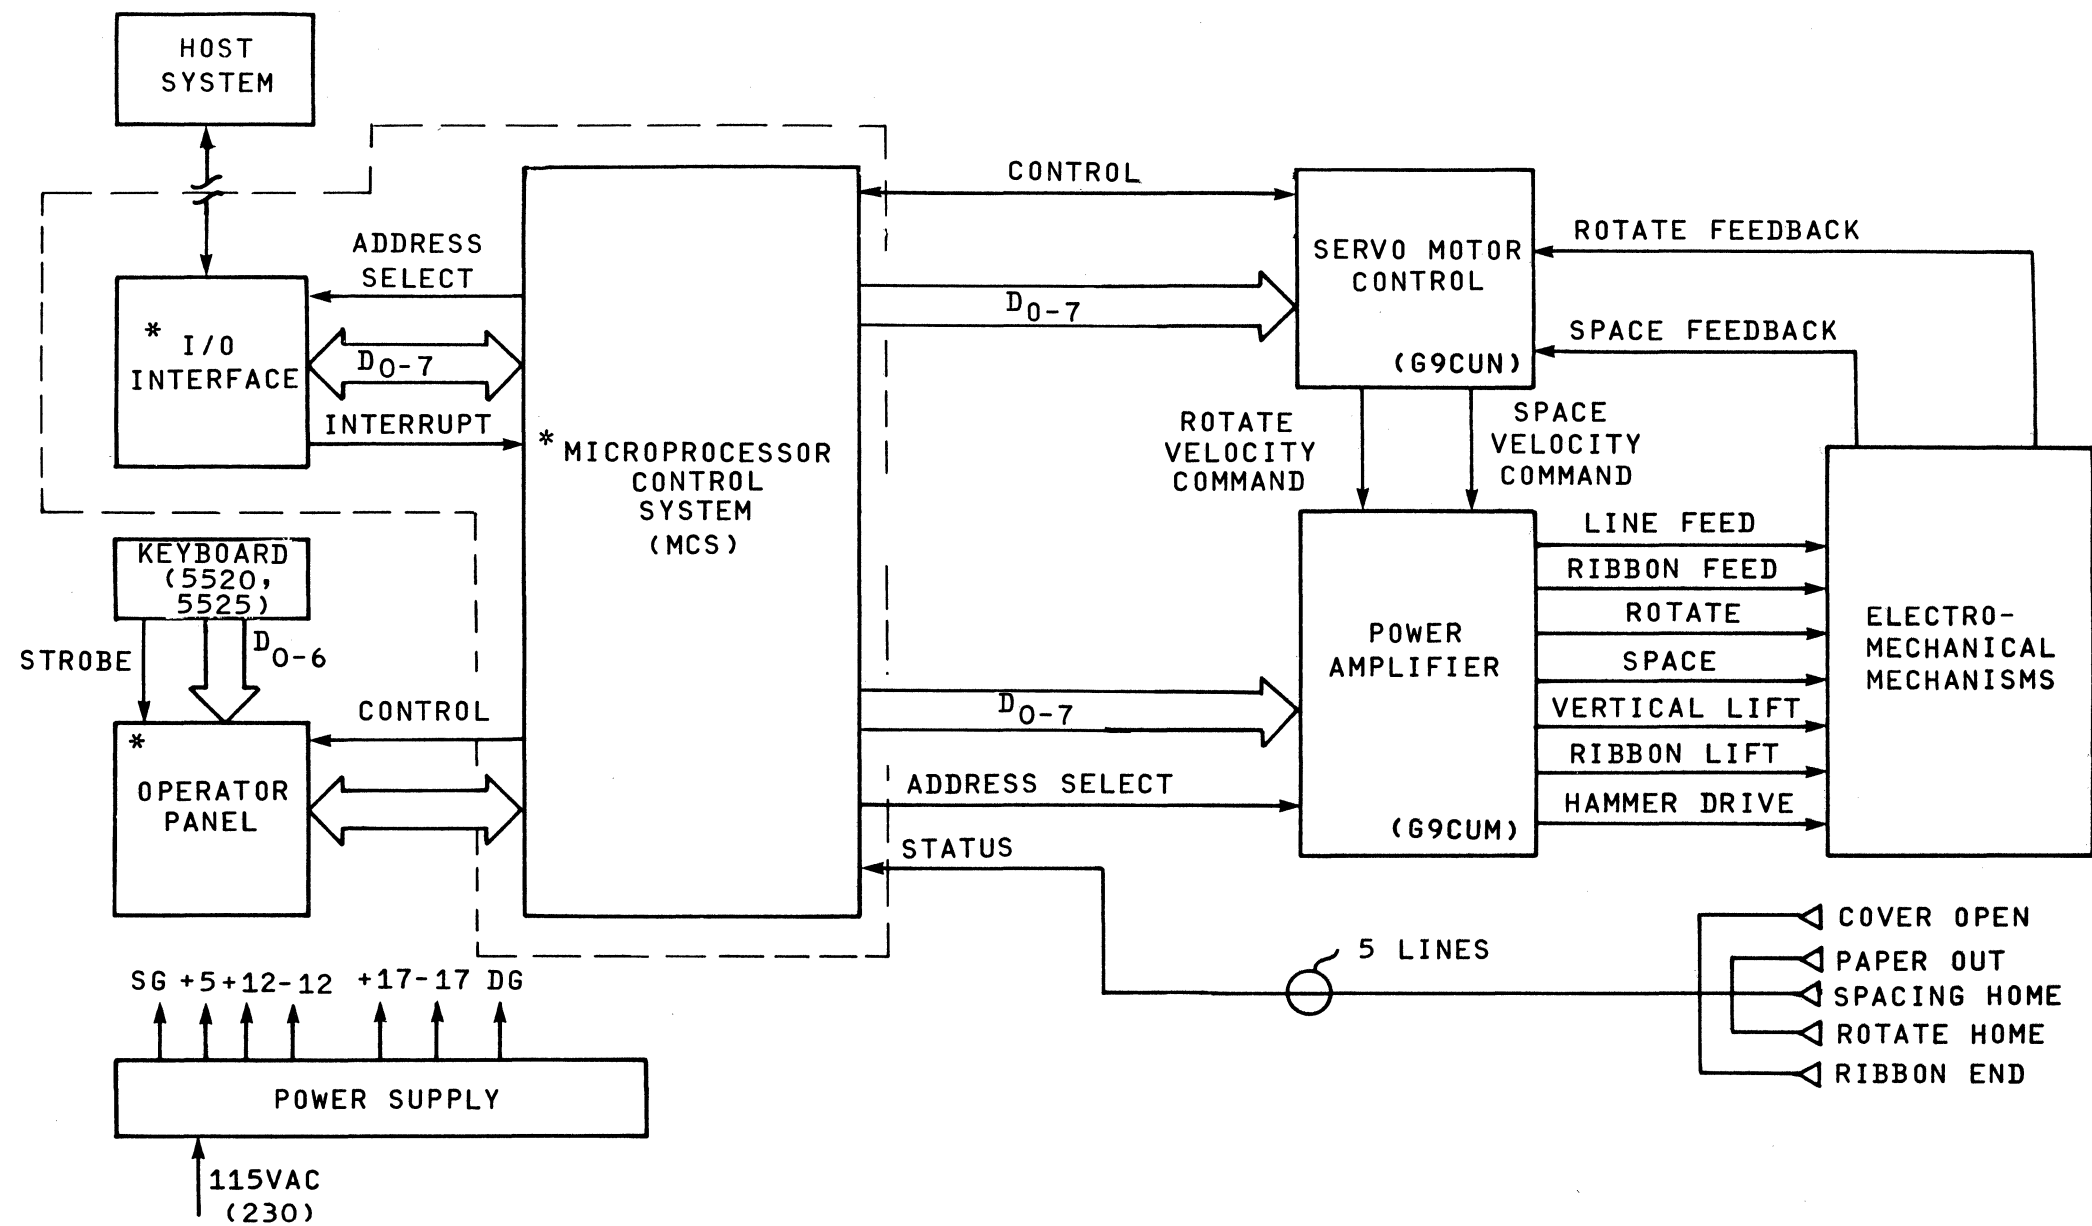 HOST
SYSTEM
ADDRESS
SELECT
*
I/O
INTERFACE
D0-7
INTERRUPT
KEYBOARD
(5520,
5525)
STROBE
D0-6
CONTROL
*
OPERATOR
PANEL
*
MICROPROCESSOR
CONTROL
SYSTEM
(MCS)
CONTROL
D0-7
SERVO MOTOR
CONTROL
(G9CUN)
ROTATE FEEDBACK
SPACE FEEDBACK
ROTATE
VELOCITY
COMMAND
SPACE
VELOCITY
COMMAND
D0-7
ADDRESS SELECT
STATUS
POWER
AMPLIFIER
(G9CUM)
LINE FEED
RIBBON FEED
ROTATE
SPACE
VERTICAL LIFT
RIBBON LIFT
HAMMER DRIVE
ELECTRO-
MECHANICAL
MECHANISMS
5 LINES
COVER OPEN
PAPER OUT
SPACING HOME
ROTATE HOME
RIBBON END
SG +5 +12 -12 +17 -17 DG
POWER SUPPLY
115VAC
(230)